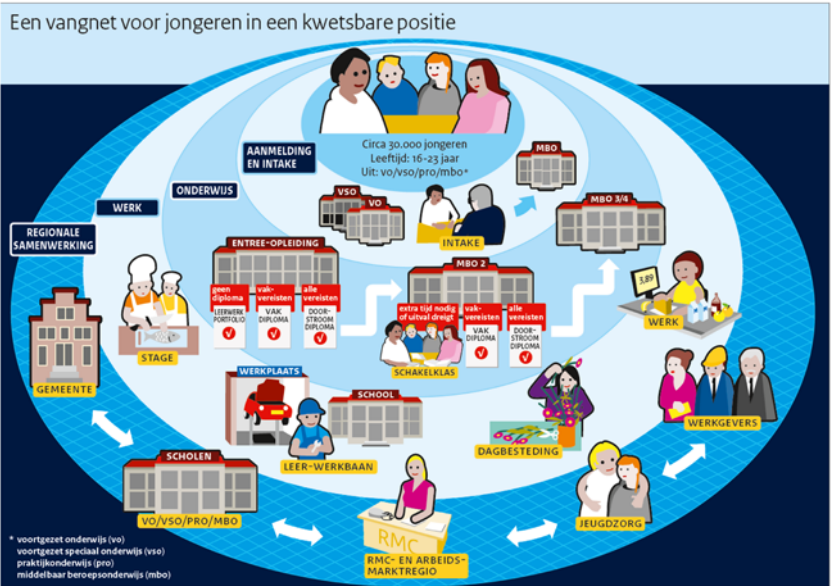 Een vangnet voor jongeren in een kwetsbare positie
Circa 30.000 jongeren
Leeftijd: 16-23 jaar
Uit: vo/vso/pro/mbo*
AANMELDING
EN INTAKE
ONDERWIJS
WERK
REGIONALE
SAMENWERKING
MBO
VSO
VO
INTAKE
MBO 3/4
ENTREE-OPLEIDING
geen
diploma
LEERWERK
PORTFOLIO
vak-
vereisten
VAK
DIPLOMA
alle
vereisten
DOOR-
STROOM
DIPLOMA
MBO 2
extra tijd nodig
of uitval dreigt
SCHAKELKLAS
vak-
vereisten
VAK
DIPLOMA
alle
vereisten
DOOR-
STROOM
DIPLOMA
3,89
WERK
STAGE
GEMEENTE
WERKPLAATS
SCHOOL
LEER-WERKBAAN
DAGBESTEDING
WERKGEVERS
SCHOLEN
VO/VSO/PRO/MBO
RMC
RMC- EN ARBEIDS-
MARKTREGIO
JEUGDZORG
* voortgezet onderwijs (vo)
voortgezet speciaal onderwijs (vso)
praktijkonderwijs (pro)
middelbaar beroepsonderwijs (mbo)